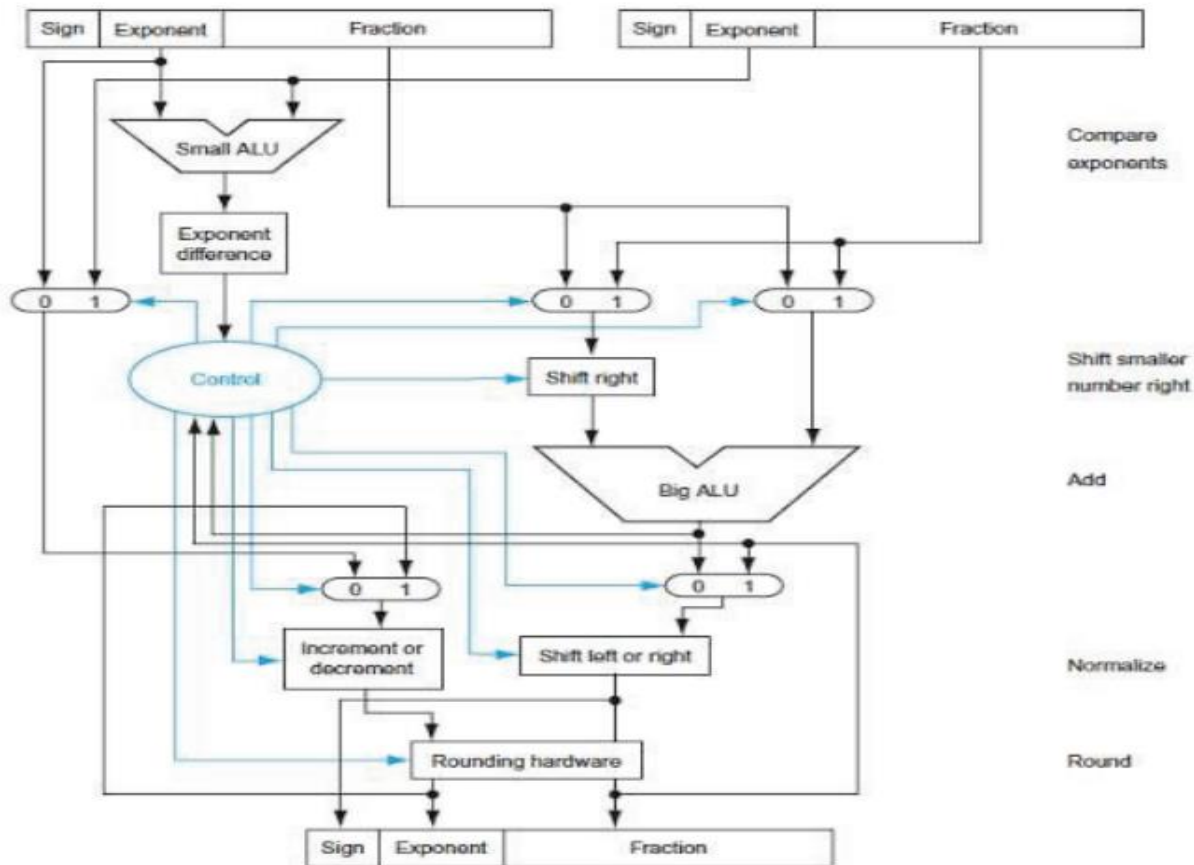 Sign Exponent Fraction Sign Exponent Fraction
Small ALU
Compare
exponents
Exponent
difference
0 1 0 1 0 1
Control
Shift right
Shift smaller
number right
Big ALU
Add
0 1 0 1
Increment or
decrement
Shift left or right
Normalize
Rounding hardware
Round
Sign Exponent Fraction